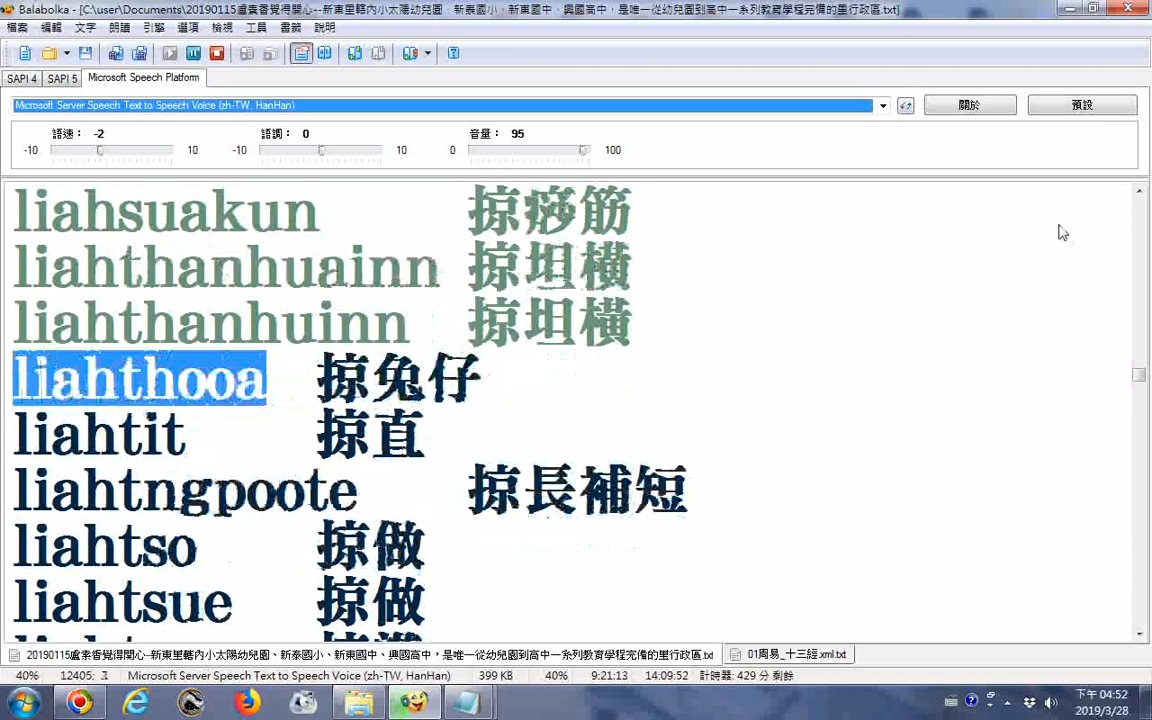 Balabolka - [C:\user\Documents\20190115盧素香覺得開心--新東里轄內小太陽幼兒園、新泰國小、新東國中、興國高中，是唯一從幼兒園到高中一系列教育學程完備的里行政區.txt]
檔案 編輯 文字 朗讀 引擎 選項 檢視 工具 書籤 說明
SAPI 4 SAPI 5 Microsoft Speech Platform
Microsoft Server Speech Text to Speech Voice (zh-TW, HanHan) 關於 預設
語速： -2 語調： 0 音量： 95
-10 10 -10 10 0 100
liahsuakun 掠痧筋
liahthanhuainn 掠坦橫
liahthanhuinn 掠坦橫
liahthooa 掠兔仔
liahtit 掠直
liahtngpoote 掠長補短
liahtso 掠做
liahtsue 掠做
20190115盧素香覺得開心--新東里轄內小太陽幼兒園、新泰國小、新東國中、興國高中，是唯一從幼兒園到高中一系列教育學程完備的里行政區.txt 01周易_十三經.xml.txt
40% 12405: 1 Microsoft Server Speech Text to Speech Voice (zh-TW, HanHan) 399 KB 40% 9:21:13 14:09:52 計時器: 429 分 剩餘
下午 04:52
2019/3/28